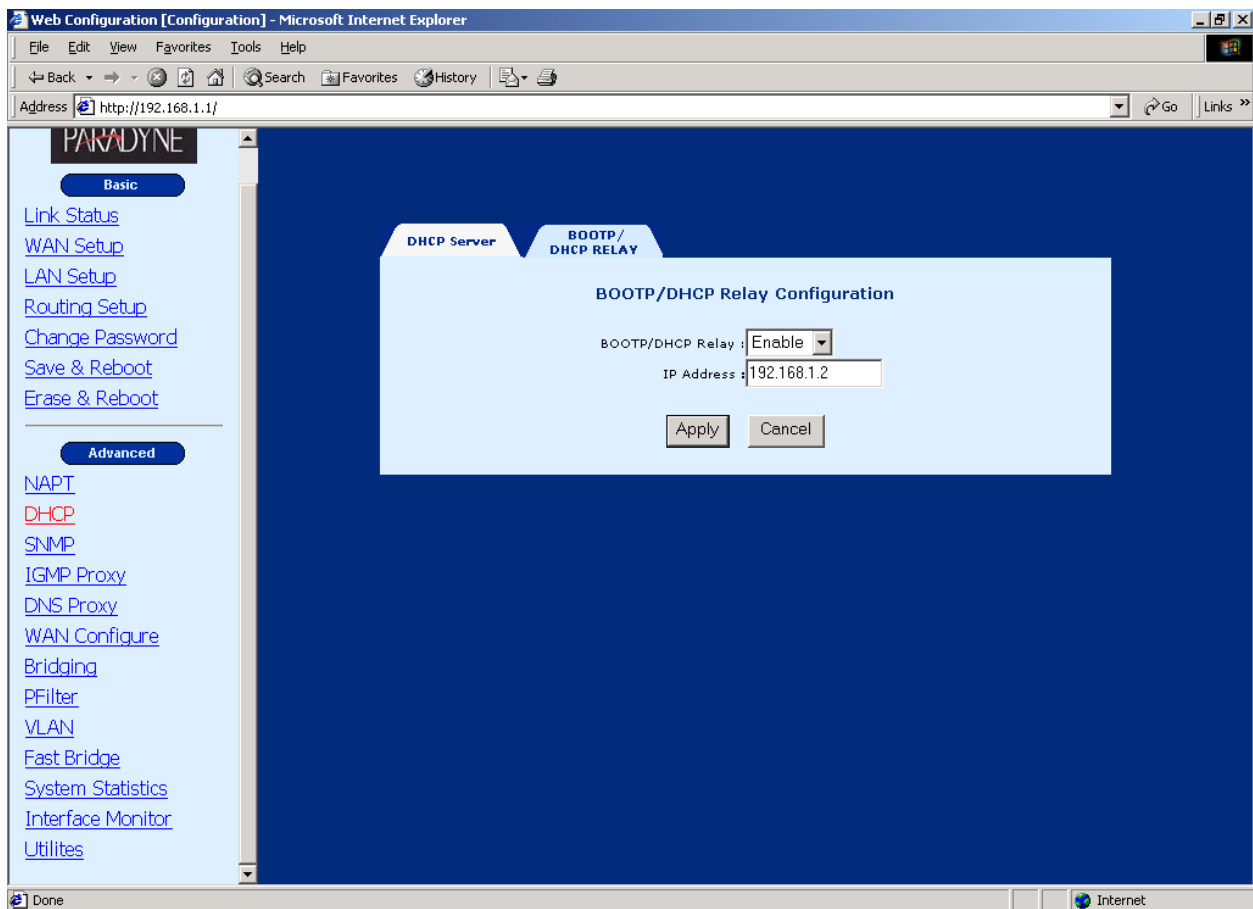 Web Configuration [Configuration] - Microsoft Internet Explorer
File Edit View Favorites Tools Help
Back Search Favorites History
Address http://192.168.1.1/ Go Links »
PARADYNE
Basic
Link Status
WAN Setup
LAN Setup
Routing Setup
Change Password
Save & Reboot
Erase & Reboot
Advanced
NAPT
DHCP
SNMP
IGMP Proxy
DNS Proxy
WAN Configure
Bridging
PFilter
VLAN
Fast Bridge
System Statistics
Interface Monitor
Utilites
DHCP Server
BOOTP/
DHCP RELAY
BOOTP/DHCP Relay Configuration
BOOTP/DHCP Relay : Enable
IP Address : 192.168.1.2
Apply Cancel
Done Internet